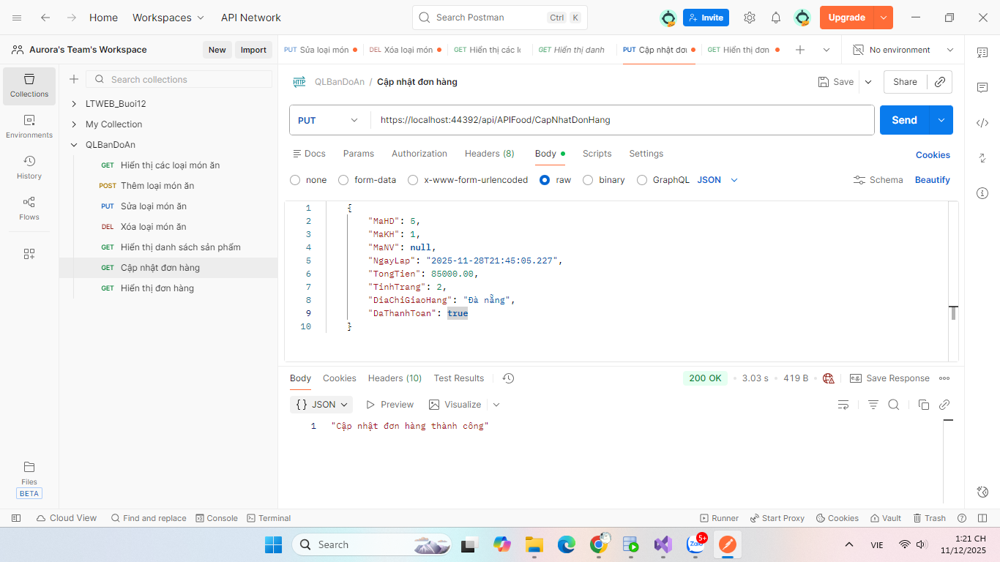 Home Workspaces API Network Search Postman Ctrl K Invite Upgrade
Aurora's Team's Workspace New Import PUT Sửa loại món DEL Xóa loại món GET Hiển thị các lo GET Hiển thị danh PUT Cập nhật đơn GET Hiển thị đơn No environment
Collections
Environments
History
Flows
Files
BETA
Search collections
LTWEB_Buoi12
My Collection
QLBanDoAn
GET Hiển thị các loại món ăn
POST Thêm loại món ăn
PUT Sửa loại món ăn
DEL Xóa loại món ăn
GET Hiển thị danh sách sản phẩm
GET Cập nhật đơn hàng
GET Hiển thị đơn hàng
HTTP QLBanDoAn / Cập nhật đơn hàng Save Share
PUT https://localhost:44392/api/APIFood/CapNhatDonHang Send
Docs Params Authorization Headers (8) Body Scripts Settings Cookies
none form-data x-www-form-urlencoded raw binary GraphQL JSON Schema Beautify
1 {
2 "MaHD": 5,
3 "MaKH": 1,
4 "MaNV": null,
5 "NgayLap": "2025-11-28T21:45:05.227",
6 "TongTien": 85000.00,
7 "TinhTrang": 2,
8 "DiaChiGiaoHang": "Đà nẵng",
9 "DaThanhToan": true
10 }
Body Cookies Headers (10) Test Results 200 OK 3.03 s 419 B e.g. Save Response
{} JSON Preview Visualize
1 "Cập nhật đơn hàng thành công"
Cloud View Find and replace Console Terminal Runner Start Proxy Cookies Vault Trash
Search Zalo 5+ VIE 1:21 CH
11/12/2025